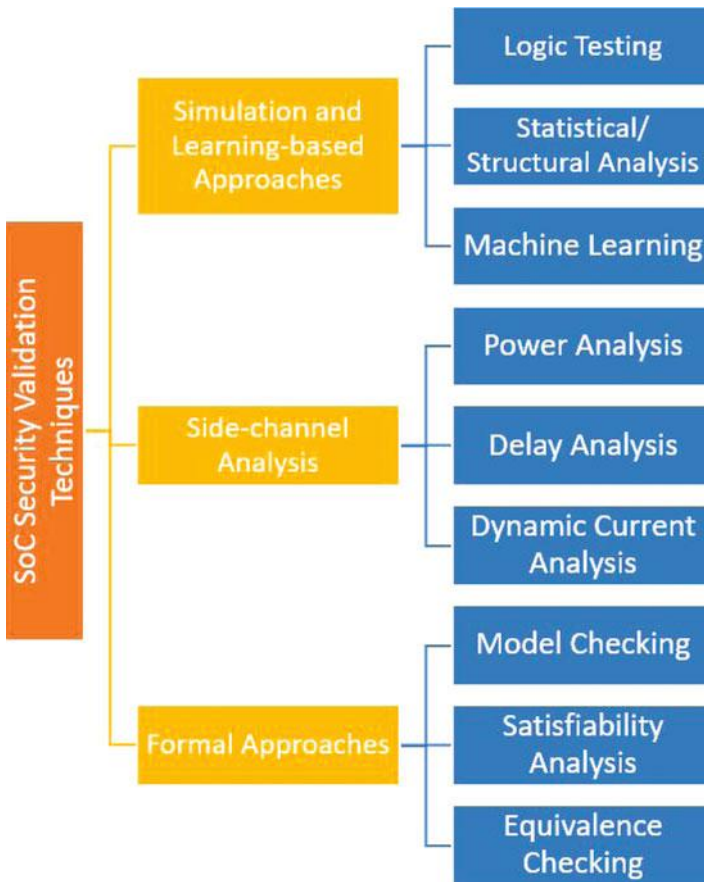 SoC Security Validation
Techniques
Simulation and
Learning-based
Approaches
Logic Testing
Statistical/
Structural Analysis
Machine Learning
Side-channel
Analysis
Power Analysis
Delay Analysis
Dynamic Current
Analysis
Formal Approaches
Model Checking
Satisfiability
Analysis
Equivalence
Checking